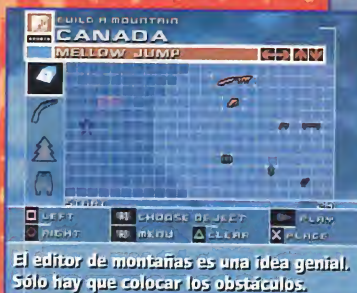 BUILD A MOUNTAIN
CANADA
MELLOW JUMP
START
LEFT
CHOOSE OBJECT
PLAY
RIGHT
MENU
CLEAR
PLACE
El editor de montañas es una idea genial.
Sólo hay que colocar los obstáculos.